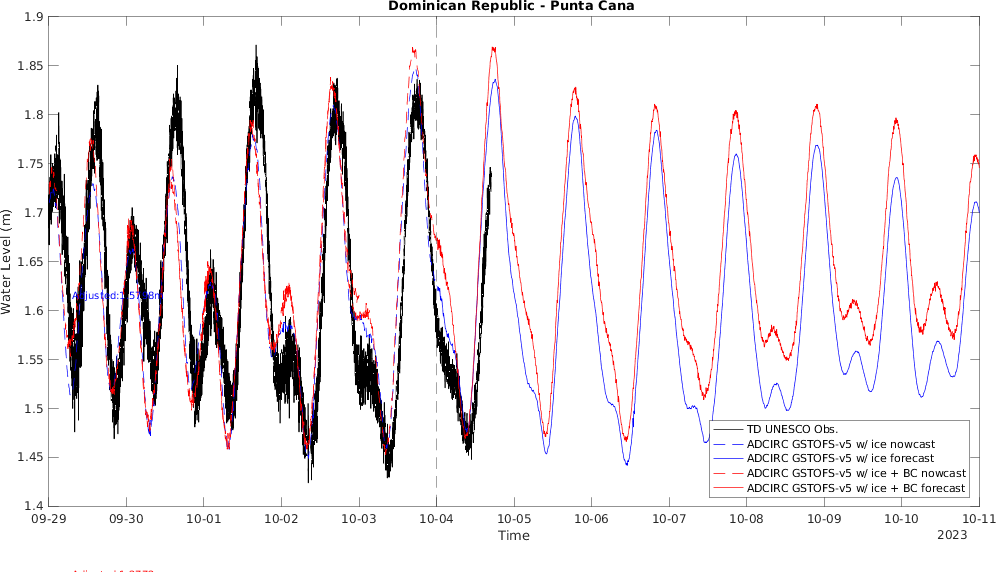 Dominican Republic - Punta Cana
1.9
1.85
1.8
1.75
1.7
1.65
1.6
1.55
1.5
1.45
1.4
Water Level (m)
TD UNESCO Obs.
ADCIRC GSTOFS-v5 w/ ice nowcast
ADCIRC GSTOFS-v5 w/ ice forecast
ADCIRC GSTOFS-v5 w/ ice + BC nowcast
ADCIRC GSTOFS-v5 w/ ice + BC forecast
09-29 09-30 10-01 10-02 10-03 10-04 10-05 10-06 10-07 10-08 10-09 10-10 10-11
Time
2023